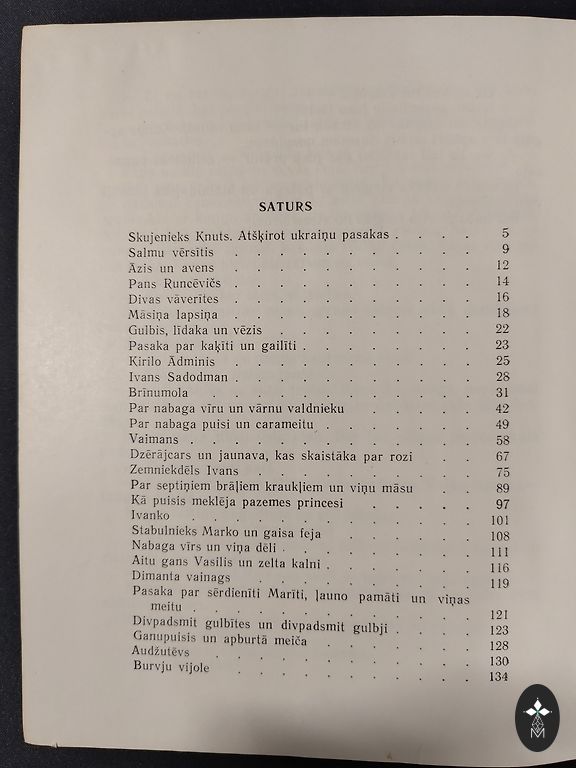 SATURS
Skujenieks Knuts. Atšķirot ukraiņu pasakas . . . . 5
Salmu vērsītis . . . . . . . . . 9
Āzis un avens . . . . . . . . . 12
Pans Runcēvičs . . . . . . . . . 14
Divas vāverītes . . . . . . . . . 16
Māsiņa lapsiņa . . . . . . . . . 18
Gulbis, līdaka un vēzis . . . . . . . 22
Pasaka par kaķīti un gailīti . . . . . . . 23
Kirilo Ādminis . . . . . . . . . 25
Ivans Sadodman . . . . . . . . . 28
Brīnumola . . . . . . . . . . 31
Par nabaga vīru un vārnu valdnieku . . . . . 42
Par nabaga puisi un carameitu . . . . . . 49
Vaimans . . . . . . . . . . 58
Dzērājcars un jaunava, kas skaistāka par rozi . . . 67
Zemniekdēls Ivans . . . . . . . . 75
Par septiņiem brāļiem kraukļiem un viņu māsu . . 89
Kā puisis meklēja pazemes princesi . . . . . 97
Ivanko . . . . . . . . . . . 101
Stabulnieks Marko un gaisa feja . . . . . . 108
Nabaga vīrs un viņa dēli . . . . . . . 111
Aitu gans Vasilis un zelta kalni . . . . . . 116
Dimanta vainags . . . . . . . . 119
Pasaka par sērdienīti Marīti, ļauno pamāti un viņas
meitu . . . . . . . . . . 121
Divpadsmit gulbītes un divpadsmit gulbji . . . . 123
Ganupuisis un apburtā meiča . . . . . . 128
Audžutēvs . . . . . . . . . . 130
Burvju vijole . . . . . . . . . 134
M